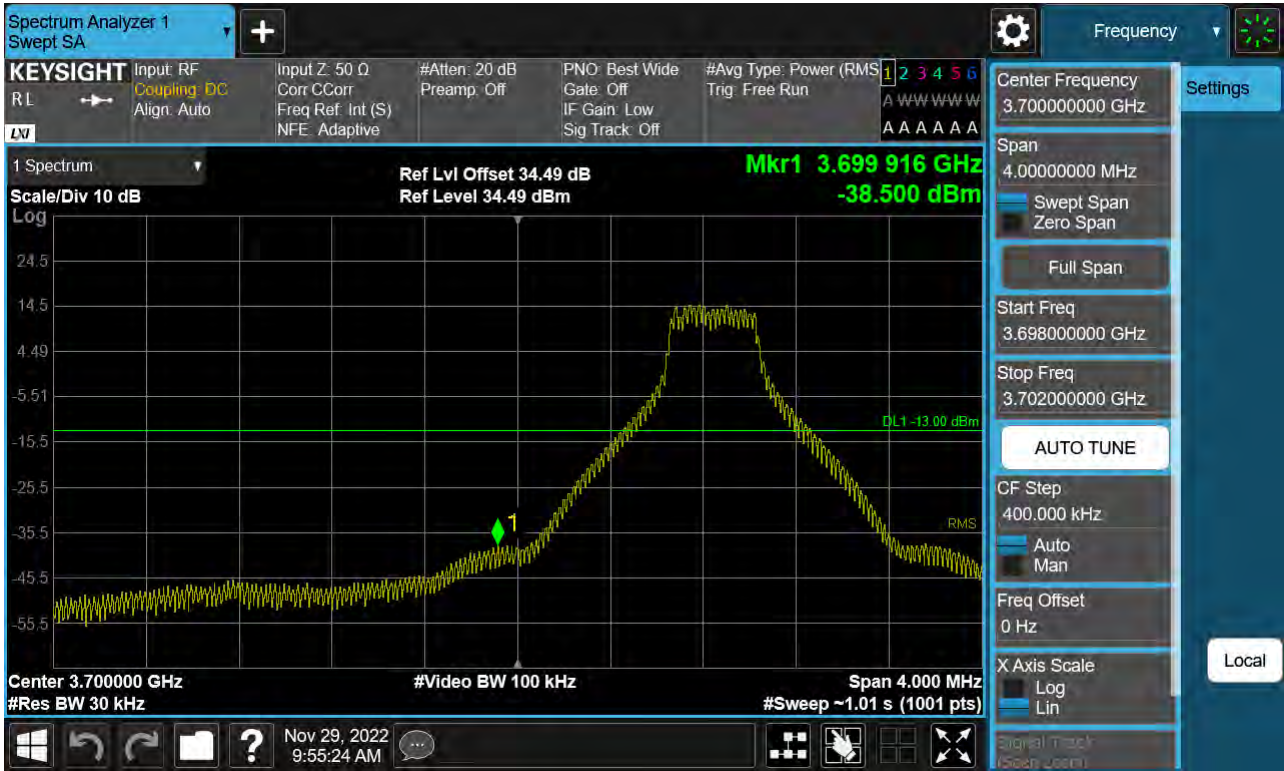 Spectrum Analyzer 1
Swept SA
+
Frequency
KEYSIGHT
RL
LXI
Input: RF
Coupling: DC
Align: Auto
Input Z: 50 Ω
Corr CCorr
Freq Ref: Int (S)
NFE: Adaptive
#Atten: 20 dB
Preamp: Off
PNO: Best Wide
Gate: Off
IF Gain: Low
Sig Track: Off
#Avg Type: Power (RMS
Trig: Free Run
1 2 3 4 5 6
A W W W W W
A A A A A A
1 Spectrum
Scale/Div 10 dB
Log
Ref Lvl Offset 34.49 dB
Ref Level 34.49 dBm
Mkr1 3.699 916 GHz
-38.500 dBm
24.5
14.5
4.49
-5.51
-15.5
-25.5
-35.5
-45.5
-55.5
DL1 -13.00 dBm
1
RMS
Center 3.700000 GHz
#Res BW 30 kHz
#Video BW 100 kHz
Span 4.000 MHz
#Sweep ~1.01 s (1001 pts)
Center Frequency
3.700000000 GHz
Span
4.00000000 MHz
Swept Span
Zero Span
Full Span
Start Freq
3.698000000 GHz
Stop Freq
3.702000000 GHz
AUTO TUNE
CF Step
400.000 kHz
Auto
Man
Freq Offset
0 Hz
X Axis Scale
Log
Lin
Signal Track
(Span Zoom)
Settings
Local
?
Nov 29, 2022
9:55:24 AM